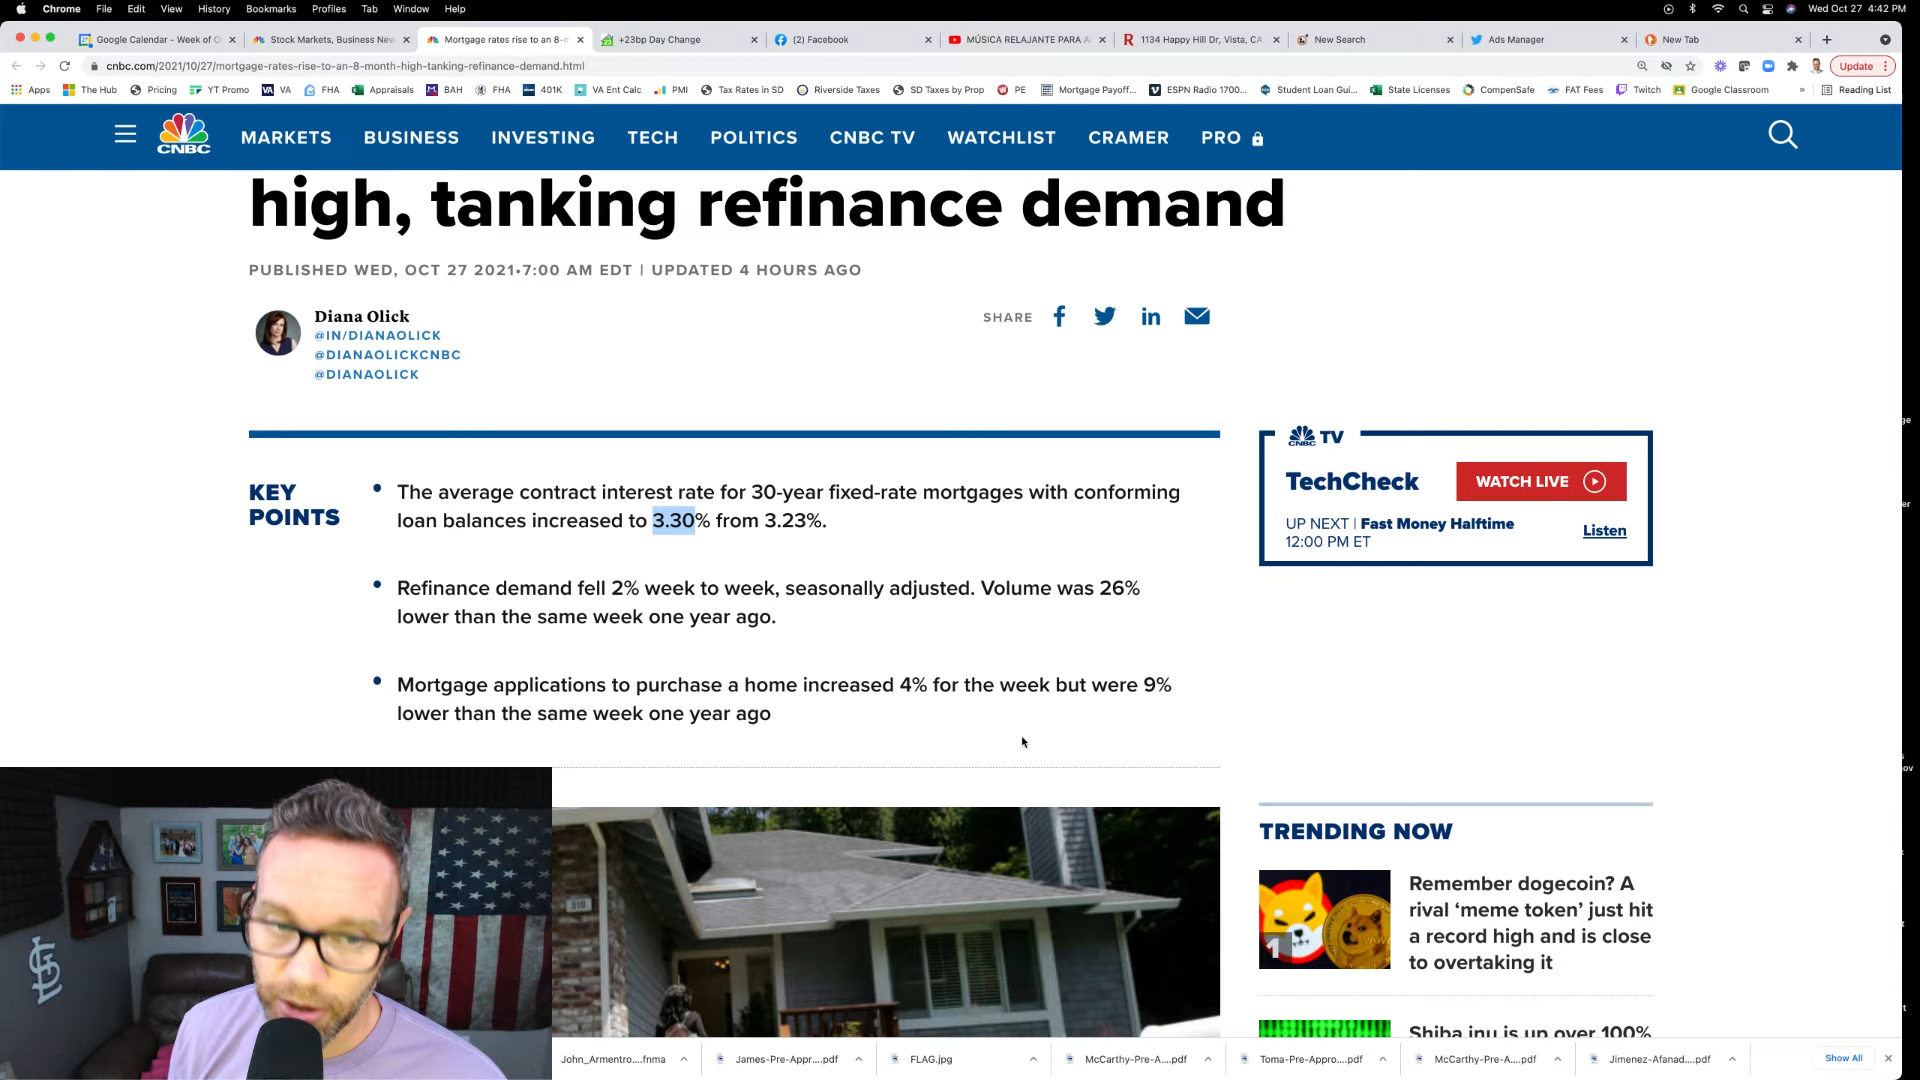 Chrome File Edit View History Bookmarks Profiles Tab Window Help Wed Oct 27 4:42 PM
Google Calendar - Week of O Stock Markets, Business New Mortgage rates rise to an 8-m +23bp Day Change (2) Facebook MÚSICA RELAJANTE PARA A 1134 Happy Hill Dr, Vista, CA New Search Ads Manager New Tab
cnbc.com/2021/10/27/mortgage-rates-rise-to-an-8-month-high-tanking-refinance-demand.html Update
Apps The Hub Pricing YT Promo VA FHA Appraisals BAH FHA 401K VA Ent Calc PMI Tax Rates in SD Riverside Taxes SD Taxes by Prop PE Mortgage Payoff... ESPN Radio 1700... Student Loan Gui... State Licenses CompenSafe FAT Fees Twitch Google Classroom » Reading List
CNBC MARKETS BUSINESS INVESTING TECH POLITICS CNBC TV WATCHLIST CRAMER PRO
high, tanking refinance demand
PUBLISHED WED, OCT 27 2021•7:00 AM EDT | UPDATED 4 HOURS AGO
Diana Olick
@IN/DIANAOLICK
@DIANAOLICKCNBC
@DIANAOLICK
SHARE
KEY
POINTS
• The average contract interest rate for 30-year fixed-rate mortgages with conforming
loan balances increased to 3.30% from 3.23%.
• Refinance demand fell 2% week to week, seasonally adjusted. Volume was 26%
lower than the same week one year ago.
• Mortgage applications to purchase a home increased 4% for the week but were 9%
lower than the same week one year ago
CNBC TV
TechCheck
WATCH LIVE
UP NEXT | Fast Money Halftime
12:00 PM ET
Listen
TRENDING NOW
1
Remember dogecoin? A
rival ‘meme token’ just hit
a record high and is close
to overtaking it
Shiba inu is up over 100%
John_Armentro....fnma James-Pre-Appr....pdf FLAG.jpg McCarthy-Pre-A....pdf Toma-Pre-Appro....pdf McCarthy-Pre-A....pdf Jimenez-Afanad....pdf Show All